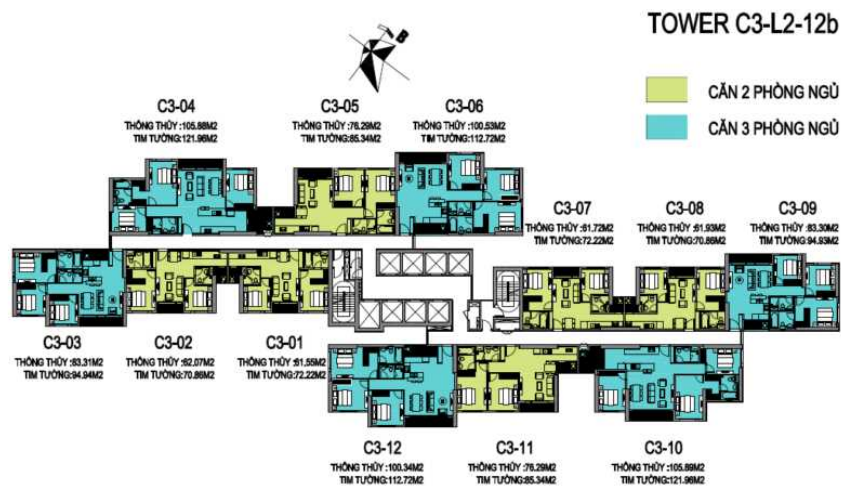 TOWER C3-L2-12b
B
CĂN 2 PHÒNG NGỦ
CĂN 3 PHÒNG NGỦ
C3-04
THÔNG THỦY :105.88M2
TIM TƯỜNG:121.96M2
C3-05
THÔNG THỦY :76.29M2
TIM TƯỜNG:85.34M2
C3-06
THÔNG THỦY :100.53M2
TIM TƯỜNG:112.72M2
C3-07
THÔNG THỦY :61.72M2
TIM TƯỜNG:72.22M2
C3-08
THÔNG THỦY :61.93M2
TIM TƯỜNG:70.86M2
C3-09
THÔNG THỦY :83.30M2
TIM TƯỜNG:94.93M2
C3-03
THÔNG THỦY :83.31M2
TIM TƯỜNG:94.94M2
C3-02
THÔNG THỦY :62.07M2
TIM TƯỜNG:70.86M2
C3-01
THÔNG THỦY :61.55M2
TIM TƯỜNG:72.22M2
C3-12
THÔNG THỦY :100.34M2
TIM TƯỜNG:112.72M2
C3-11
THÔNG THỦY :76.29M2
TIM TƯỜNG:85.34M2
C3-10
THÔNG THỦY :105.89M2
TIM TƯỜNG:121.96M2